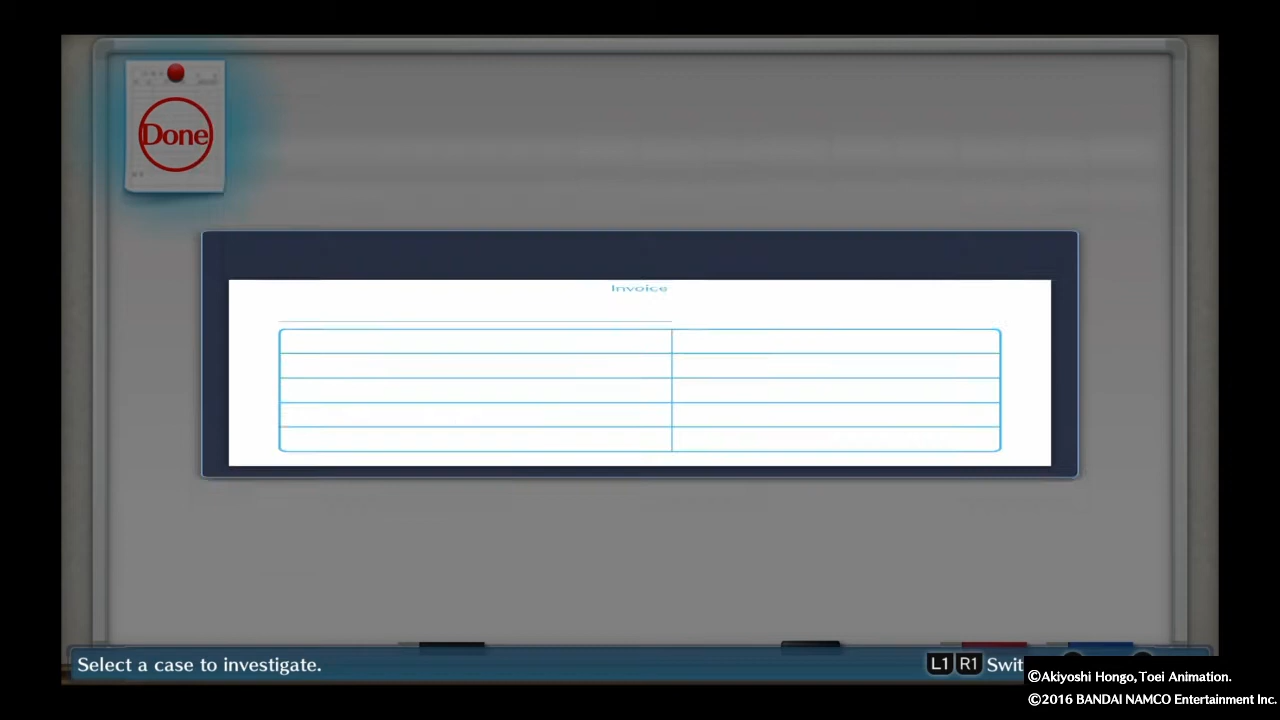 Done
Invoice
Select a case to investigate.
L1 R1 Swit
©Akiyoshi Hongo, Toei Animation.
©2016 BANDAI NAMCO Entertainment Inc.